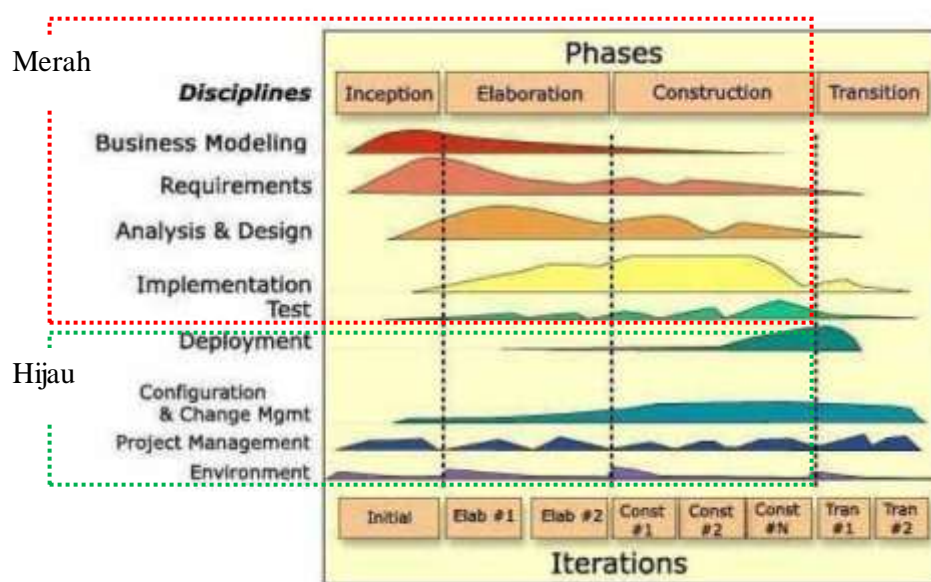 Phases
Merah
Disciplines Inception Elaboration Construction Transition
Business Modeling
Requirements
Analysis & Design
Implementation
Test
Deployment
Hijau
Configuration
& Change Mgmt
Project Management
Environment
Initial Elab #1 Elab #2 Const #1 Const #2 Const #N Tran #1 Tran #2
Iterations